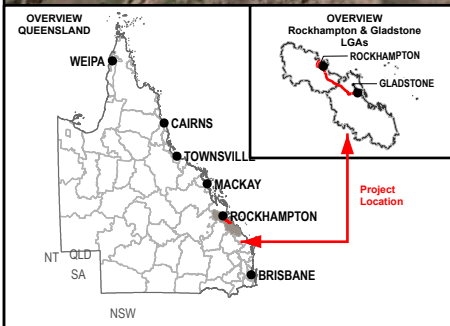 OVERVIEW
QUEENSLAND
WEIPA
CAIRNS
TOWNSVILLE
MACKAY
ROCKHAMPTON
BRISBANE
NT
QLD
SA
NSW
OVERVIEW
Rockhampton & Gladstone
LGAs
ROCKHAMPTON
GLADSTONE
Project
Location